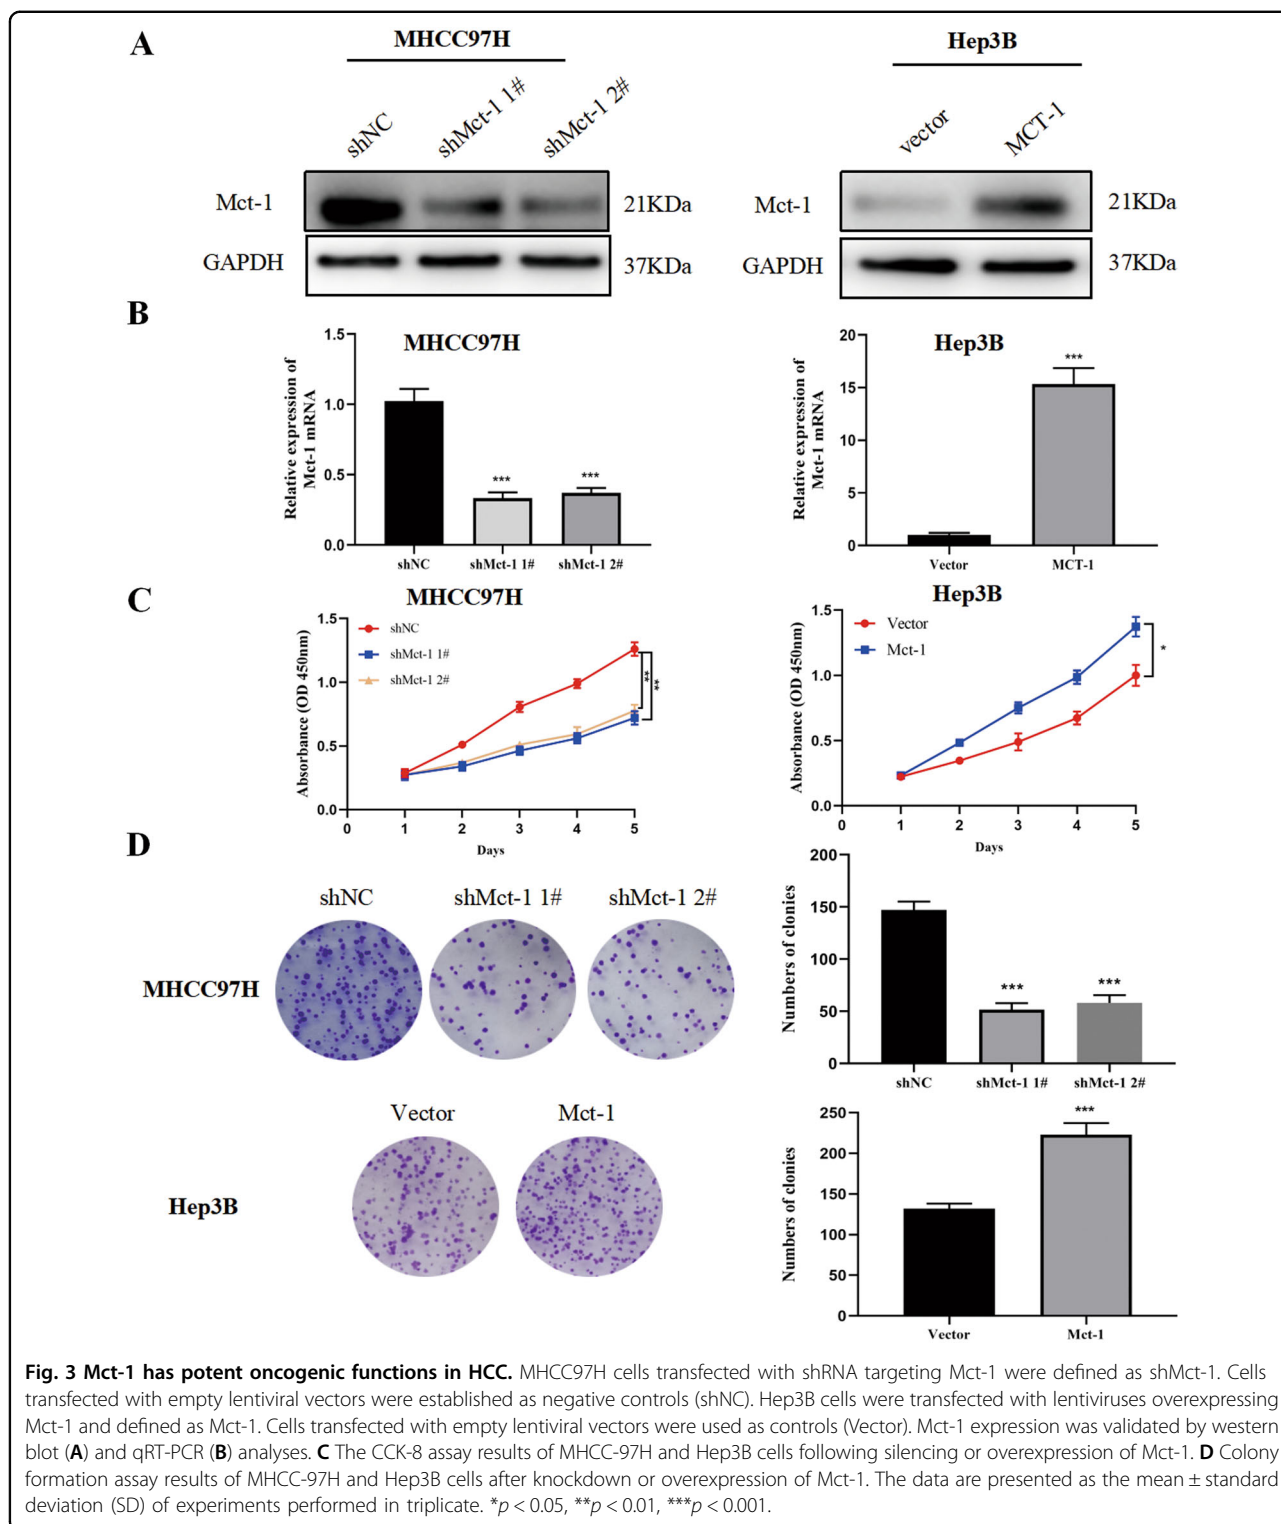 A
MHCC97H
Hep3B
shNC
shMct-1 1#
shMct-1 2#
vector
MCT-1
Mct-1
21KDa
Mct-1
21KDa
GAPDH
37KDa
GAPDH
37KDa
B
MHCC97H
Relative expression of
Mct-1 mRNA
1.5
1.0
0.5
0.0
***
***
shNC
shMct-1 1#
shMct-1 2#
Hep3B
Relative expression of
Mct-1 mRNA
20
15
10
5
0
***
Vector
MCT-1
C
MHCC97H
Absorbance (OD 450nm)
1.5
1.0
0.5
0.0
shNC
shMct-1 1#
shMct-1 2#
**
**
0 1 2 3 4 5
Days
Hep3B
Absorbance (OD 450nm)
1.5
1.0
0.5
0.0
Vector
Mct-1
*
0 1 2 3 4 5
Days
D
shNC
shMct-1 1#
shMct-1 2#
MHCC97H
Numbers of clonies
200
150
100
50
0
***
***
shNC
shMct-1 1#
shMct-1 2#
Vector
Mct-1
Hep3B
Numbers of clonies
250
200
150
100
50
0
***
Vector
Mct-1
Fig. 3 Mct-1 has potent oncogenic functions in HCC. MHCC97H cells transfected with shRNA targeting Mct-1 were defined as shMct-1. Cells
transfected with empty lentiviral vectors were established as negative controls (shNC). Hep3B cells were transfected with lentiviruses overexpressing
Mct-1 and defined as Mct-1. Cells transfected with empty lentiviral vectors were used as controls (Vector). Mct-1 expression was validated by western
blot (A) and qRT-PCR (B) analyses. C The CCK-8 assay results of MHCC-97H and Hep3B cells following silencing or overexpression of Mct-1. D Colony
formation assay results of MHCC-97H and Hep3B cells after knockdown or overexpression of Mct-1. The data are presented as the mean ± standard
deviation (SD) of experiments performed in triplicate. *p < 0.05, **p < 0.01, ***p < 0.001.